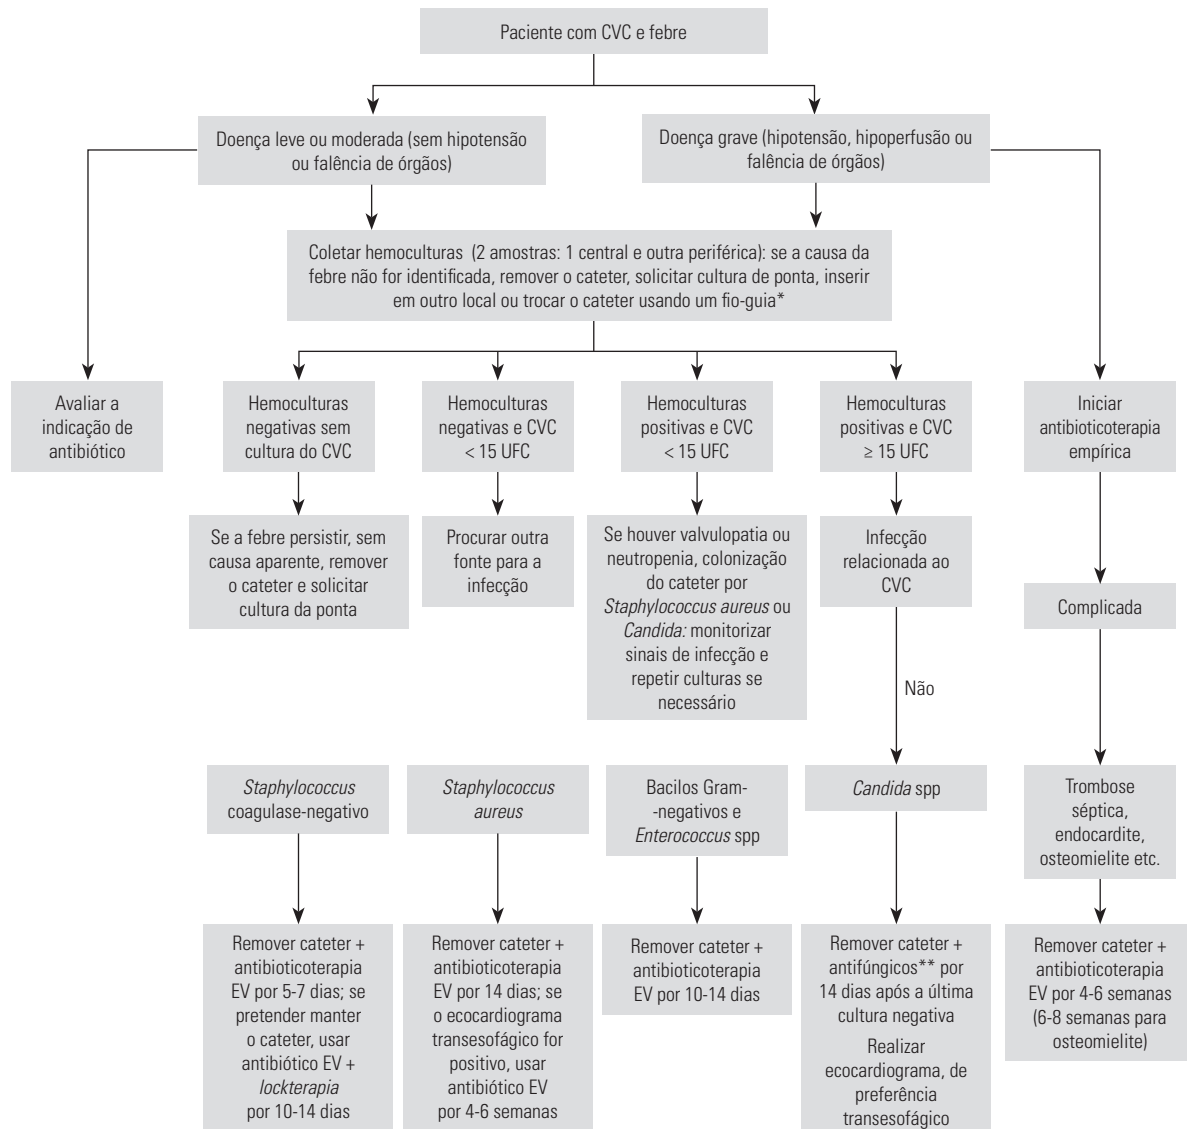 Paciente com CVC e febre
Doença leve ou moderada (sem hipotensão
ou falência de órgãos)
Doença grave (hipotensão, hipoperfusão ou
falência de órgãos)
Coletar hemoculturas (2 amostras: 1 central e outra periférica): se a causa da
febre não for identificada, remover o cateter, solicitar cultura de ponta, inserir
em outro local ou trocar o cateter usando um fio-guia*
Avaliar a
indicação de
antibiótico
Hemoculturas
negativas sem
cultura do CVC
Hemoculturas
negativas e CVC
< 15 UFC
Hemoculturas
positivas e CVC
< 15 UFC
Hemoculturas
positivas e CVC
≥ 15 UFC
Iniciar
antibioticoterapia
empírica
Se a febre persistir, sem
causa aparente, remover
o cateter e solicitar
cultura da ponta
Procurar outra
fonte para a
infecção
Se houver valvulopatia ou
neutropenia, colonização
do cateter por
Staphylococcus aureus ou
Candida: monitorizar
sinais de infecção e
repetir culturas se
necessário
Infecção
relacionada ao
CVC
Complicada
Não
Staphylococcus
coagulase-negativo
Staphylococcus
aureus
Bacilos Gram-
-negativos e
Enterococcus spp
Candida spp
Trombose
séptica,
endocardite,
osteomielite etc.
Remover cateter +
antibioticoterapia
EV por 5-7 dias; se
pretender manter
o cateter, usar
antibiótico EV +
lockterapia
por 10-14 dias
Remover cateter +
antibioticoterapia
EV por 14 dias; se
o ecocardiograma
transesofágico for
positivo, usar
antibiótico EV
por 4-6 semanas
Remover cateter +
antibioticoterapia
EV por 10-14 dias
Remover cateter +
antifúngicos** por
14 dias após a última
cultura negativa
Realizar
ecocardiograma, de
preferência
transesofágico
Remover cateter +
antibioticoterapia
EV por 4-6 semanas
(6-8 semanas para
osteomielite)